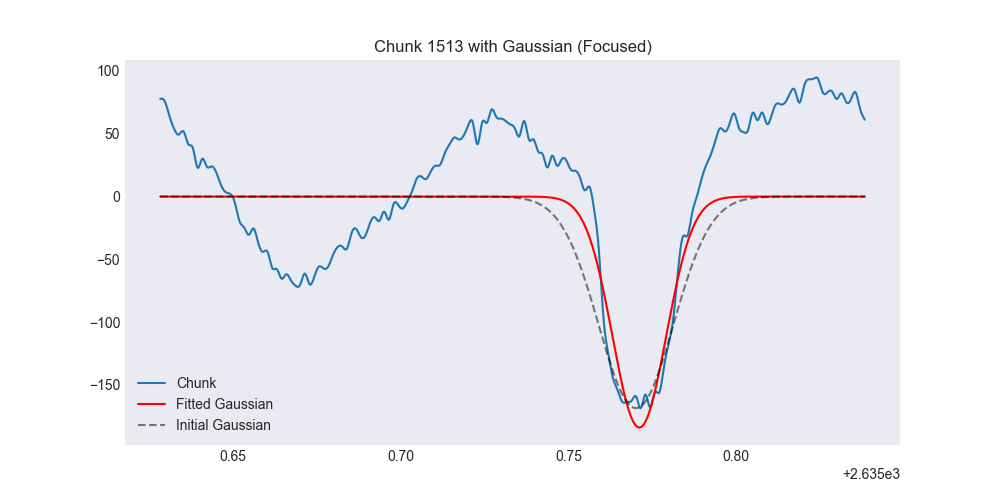 Chunk 1513 with Gaussian (Focused)
100
50
0
−50
−100
−150
Chunk
Fitted Gaussian
Initial Gaussian
0.65 0.70 0.75 0.80
+2.635e3